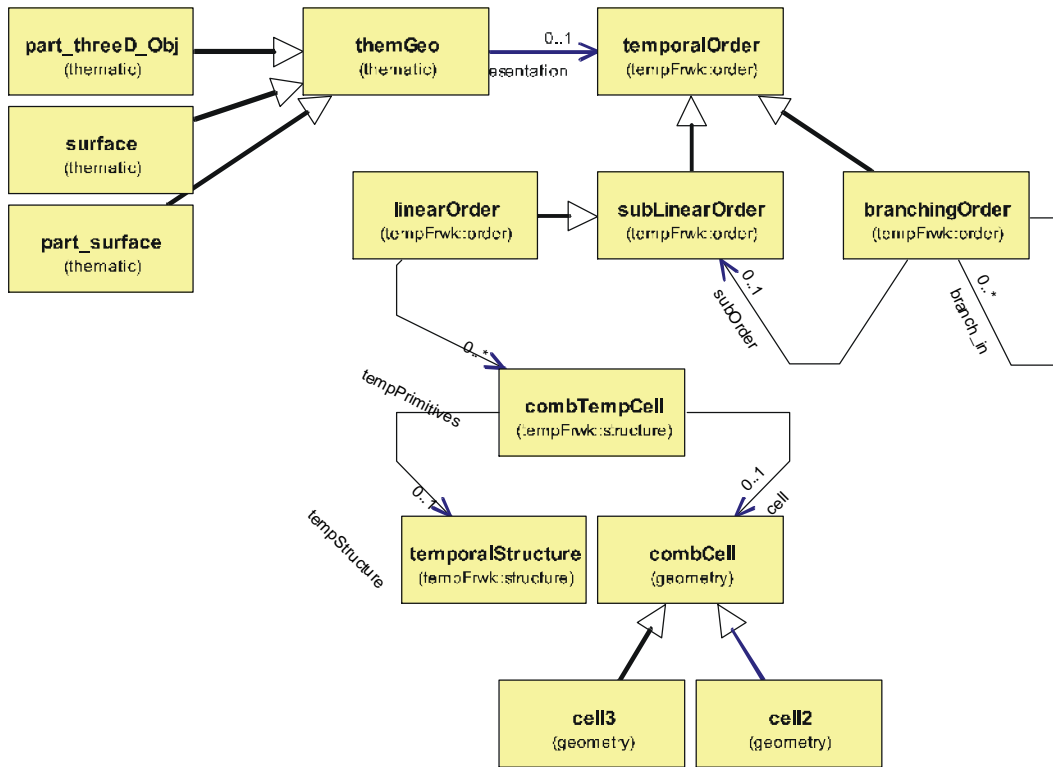 part_threeD_Obj
(thematic)
themGeo
(thematic)
0..1
esentation
temporalOrder
(tempFrwk::order)
surface
(thematic)
part_surface
(thematic)
linearOrder
(tempFrwk::order)
subLinearOrder
(tempFrwk::order)
branchingOrder
(tempFrwk::order)
0..1
subOrder
0..*
branch_in
0..*
tempPrimitives
combTempCell
(tempFrwk::structure)
0..1
tempStructure
0..1
cell
temporalStructure
(tempFrwk::structure)
combCell
(geometry)
cell3
(geometry)
cell2
(geometry)